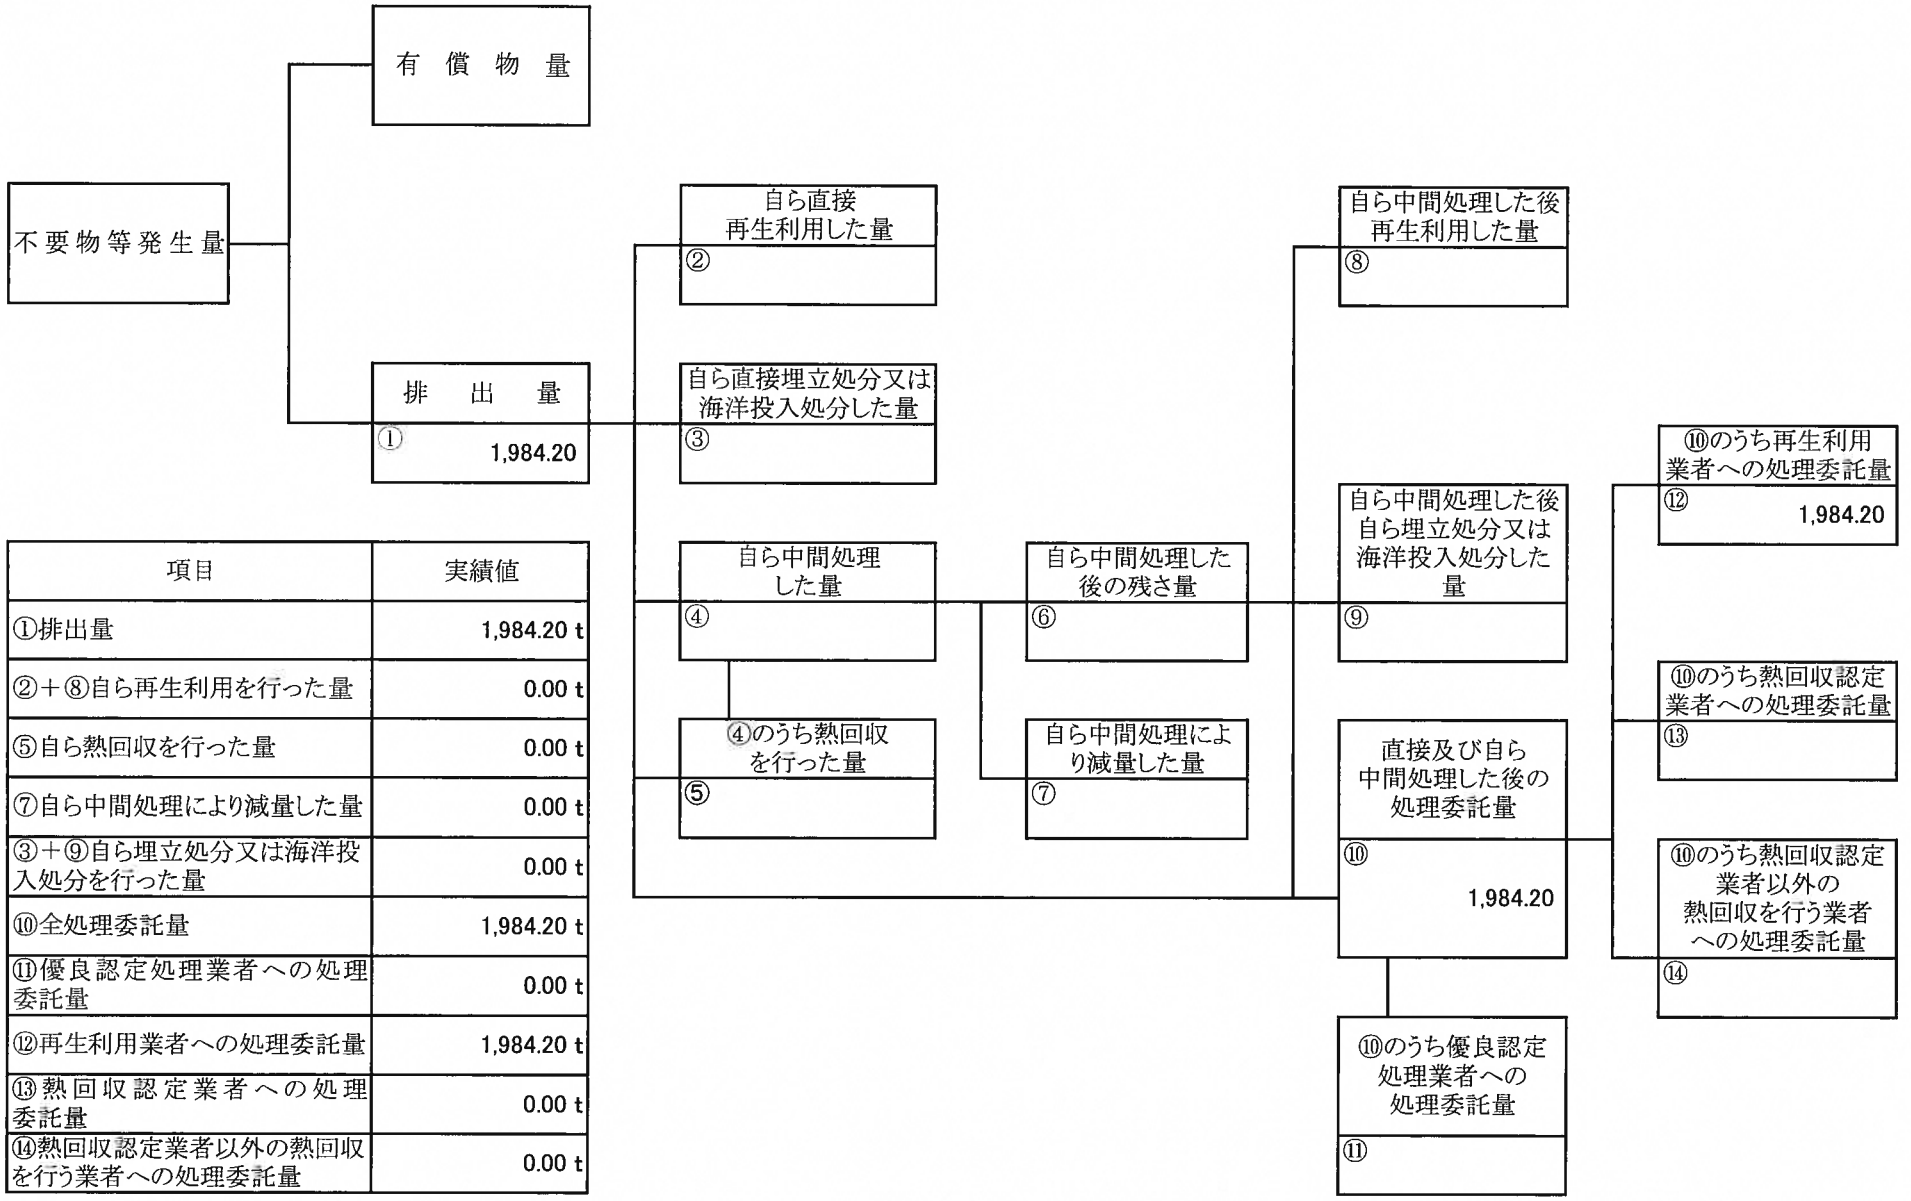 有償物量
不要物等発生量
排出量
①
1,984.20
自ら直接
再生利用した量
②
自ら直接埋立処分又は
海洋投入処分した量
③
自ら中間処理
した量
④
④のうち熱回収
を行った量
⑤
自ら中間処理した
後の残さ量
⑥
自ら中間処理によ
り減量した量
⑦
自ら中間処理した後
再生利用した量
⑧
自ら中間処理した後
自ら埋立処分又は
海洋投入処分した
量
⑨
直接及び自ら
中間処理した後の
処理委託量
⑩
1,984.20
⑩のうち優良認定
処理業者への
処理委託量
⑪
⑩のうち再生利用
業者への処理委託量
⑫
1,984.20
⑩のうち熱回収認定
業者への処理委託量
⑬
⑩のうち熱回収認定
業者以外の
熱回収を行う業者
への処理委託量
⑭
項目 実績値
①排出量 1,984.20 t
②＋⑧自ら再生利用を行った量 0.00 t
⑤自ら熱回収を行った量 0.00 t
⑦自ら中間処理により減量した量 0.00 t
③＋⑨自ら埋立処分又は海洋投
入処分を行った量 0.00 t
⑩全処理委託量 1,984.20 t
⑪優良認定処理業者への処理
委託量 0.00 t
⑫再生利用業者への処理委託量 1,984.20 t
⑬熱回収認定業者への処理
委託量 0.00 t
⑭熱回収認定業者以外の熱回収
を行う業者への処理委託量 0.00 t